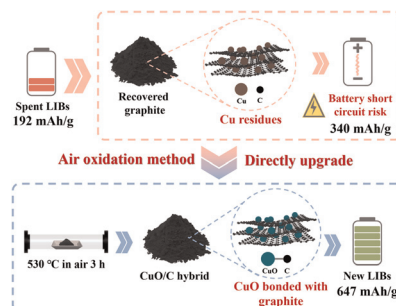 Spent LIBs
192 mAh/g
Recovered
graphite
Cu
C
Cu residues
Battery short
circuit risk
340 mAh/g
Air oxidation method
Directly upgrade
530 °C in air 3 h
CuO/C hybrid
CuO
C
CuO bonded with
graphite
New LIBs
647 mAh/g